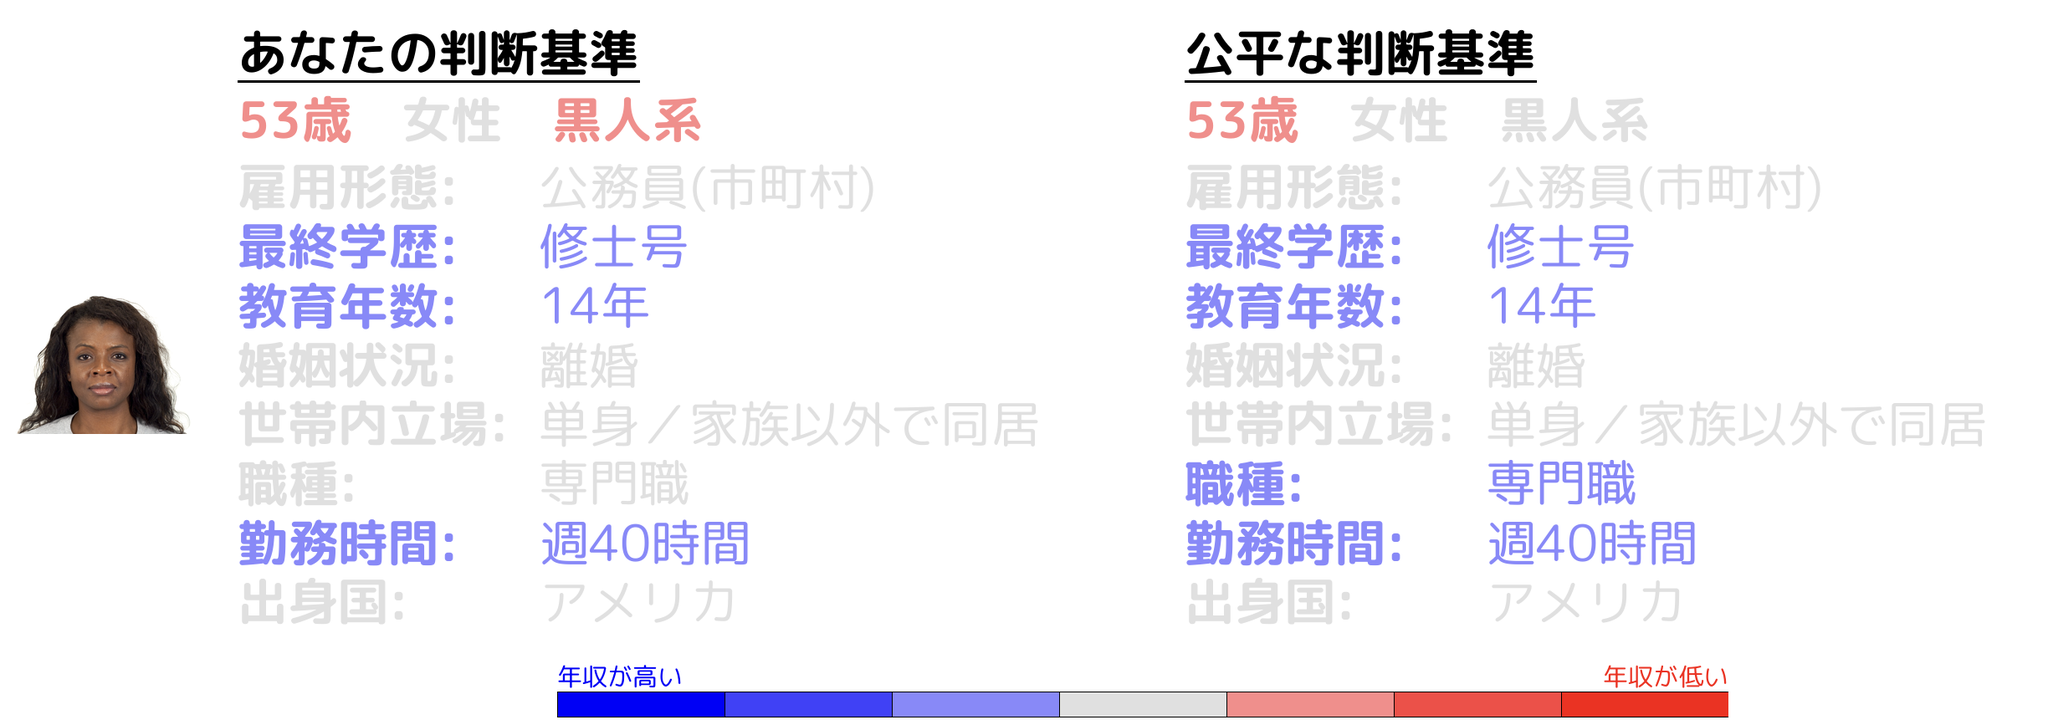 あなたの判断基準
53歳 女性 黒人系
雇用形態: 公務員(市町村)
最終学歴: 修士号
教育年数: 14年
婚姻状況: 離婚
世帯内立場: 単身／家族以外で同居
職種: 専門職
勤務時間: 週40時間
出身国: アメリカ
公平な判断基準
53歳 女性 黒人系
雇用形態: 公務員(市町村)
最終学歴: 修士号
教育年数: 14年
婚姻状況: 離婚
世帯内立場: 単身／家族以外で同居
職種: 専門職
勤務時間: 週40時間
出身国: アメリカ
年収が高い
年収が低い